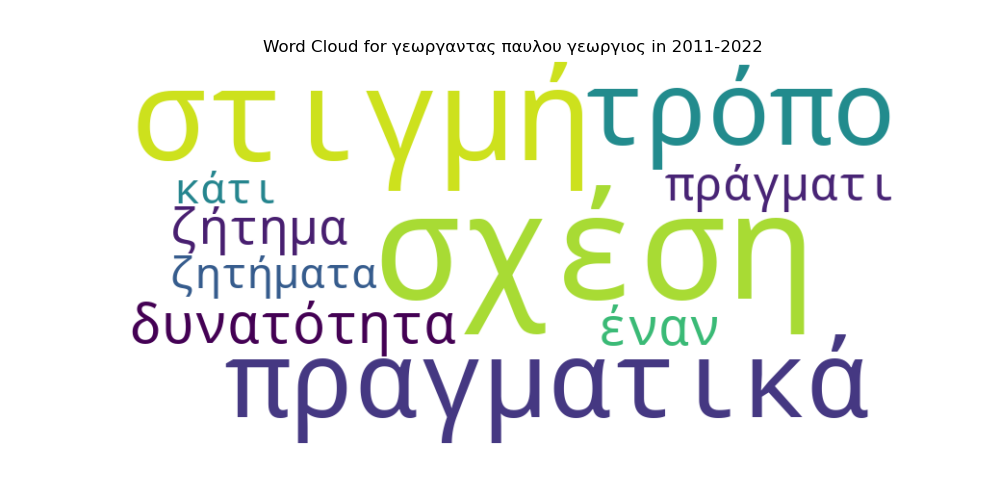 Word Cloud for γεωργαντας παυλου γεωργιος in 2011-2022
στιγμή τρόπο
κάτι πράγματι
ζήτημα σχέση
ζητήματα
δυνατότητα έναν
πραγματικά